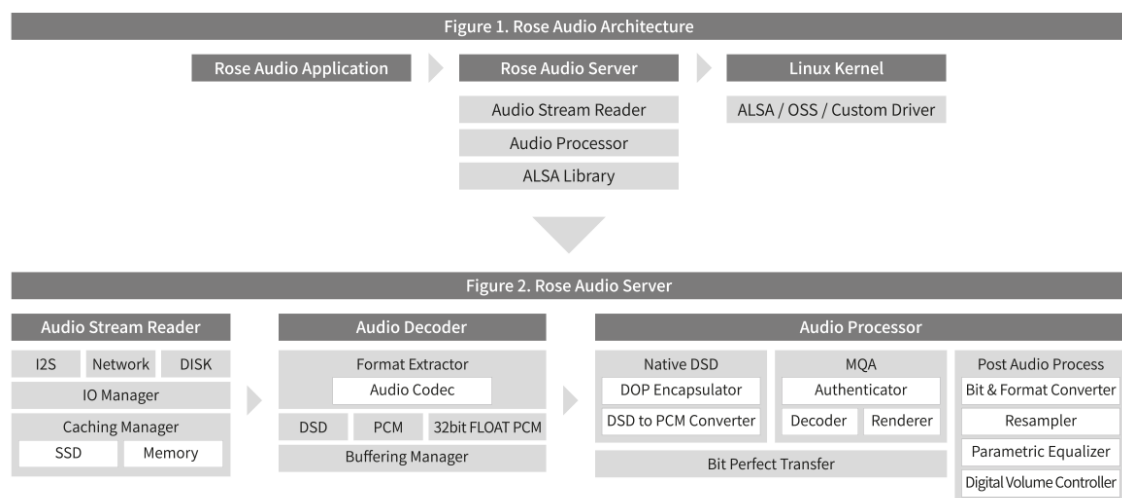 Figure 1. Rose Audio Architecture
Rose Audio Application
Rose Audio Server
Linux Kernel
Audio Stream Reader
ALSA / OSS / Custom Driver
Audio Processor
ALSA Library
Figure 2. Rose Audio Server
Audio Stream Reader
I2S
Network
DISK
IO Manager
Caching Manager
SSD
Memory
Audio Decoder
Format Extractor
Audio Codec
DSD
PCM
32bit FLOAT PCM
Buffering Manager
Audio Processor
Native DSD
DOP Encapsulator
DSD to PCM Converter
MQA
Authenticator
Decoder
Renderer
Bit Perfect Transfer
Post Audio Process
Bit & Format Converter
Resampler
Parametric Equalizer
Digital Volume Controller